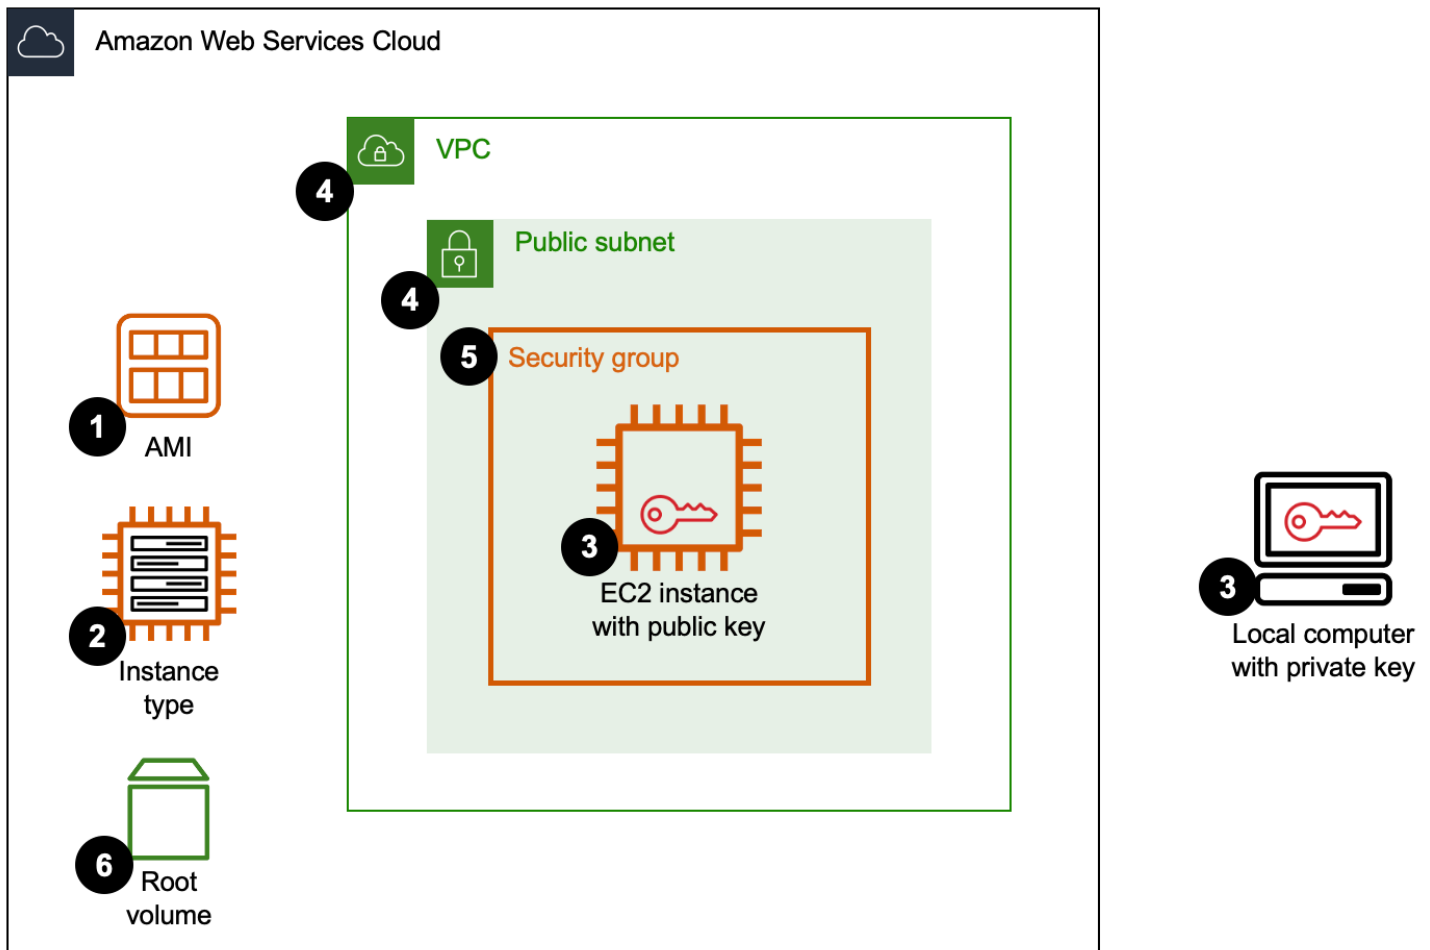 Amazon Web Services Cloud
VPC
4
Public subnet
4
5
Security group
1
AMI
3
EC2 instance
with public key
3
Local computer
with private key
2
Instance
type
6
Root
volume